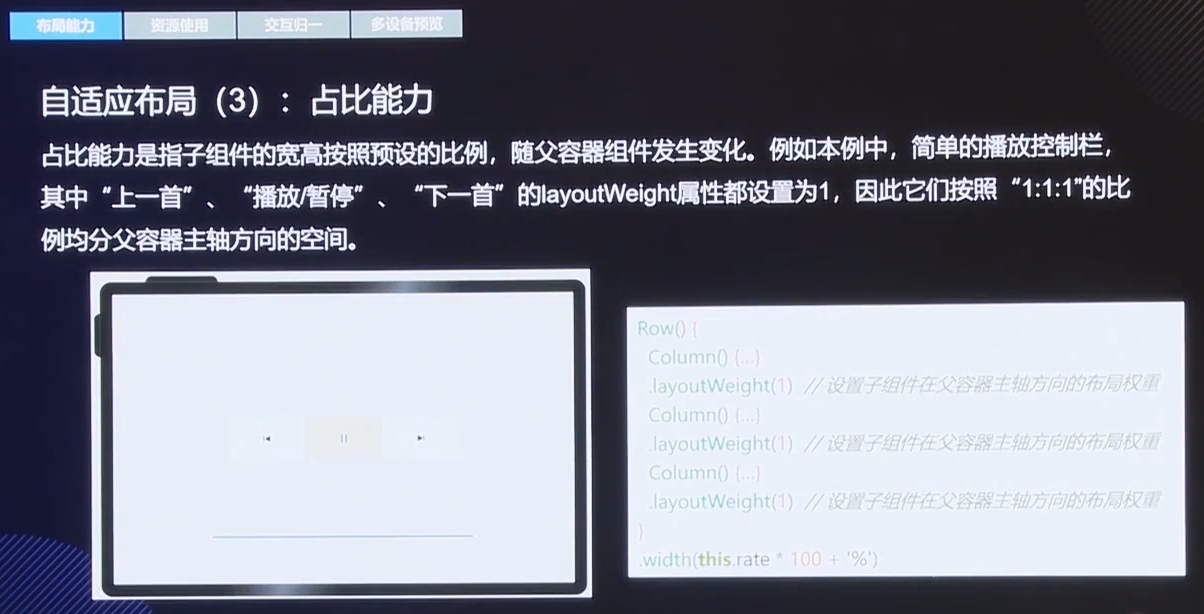 布局能力 资源使用 交互归一 多设备预览
自适应布局（3）：占比能力
占比能力是指子组件的宽高按照预设的比例，随父容器组件发生变化。例如本例中，简单的播放控制栏，
其中“上一首”、“播放/暂停”、“下一首”的layoutWeight属性都设置为1，因此它们按照“1:1:1”的比
例均分父容器主轴方向的空间。
Row() {
Column() {...}
.layoutWeight(1) // 设置子组件在父容器主轴方向的布局权重
Column() {...}
.layoutWeight(1) // 设置子组件在父容器主轴方向的布局权重
Column() {...}
.layoutWeight(1) // 设置子组件在父容器主轴方向的布局权重
}
.width(this.rate * 100 + '%')